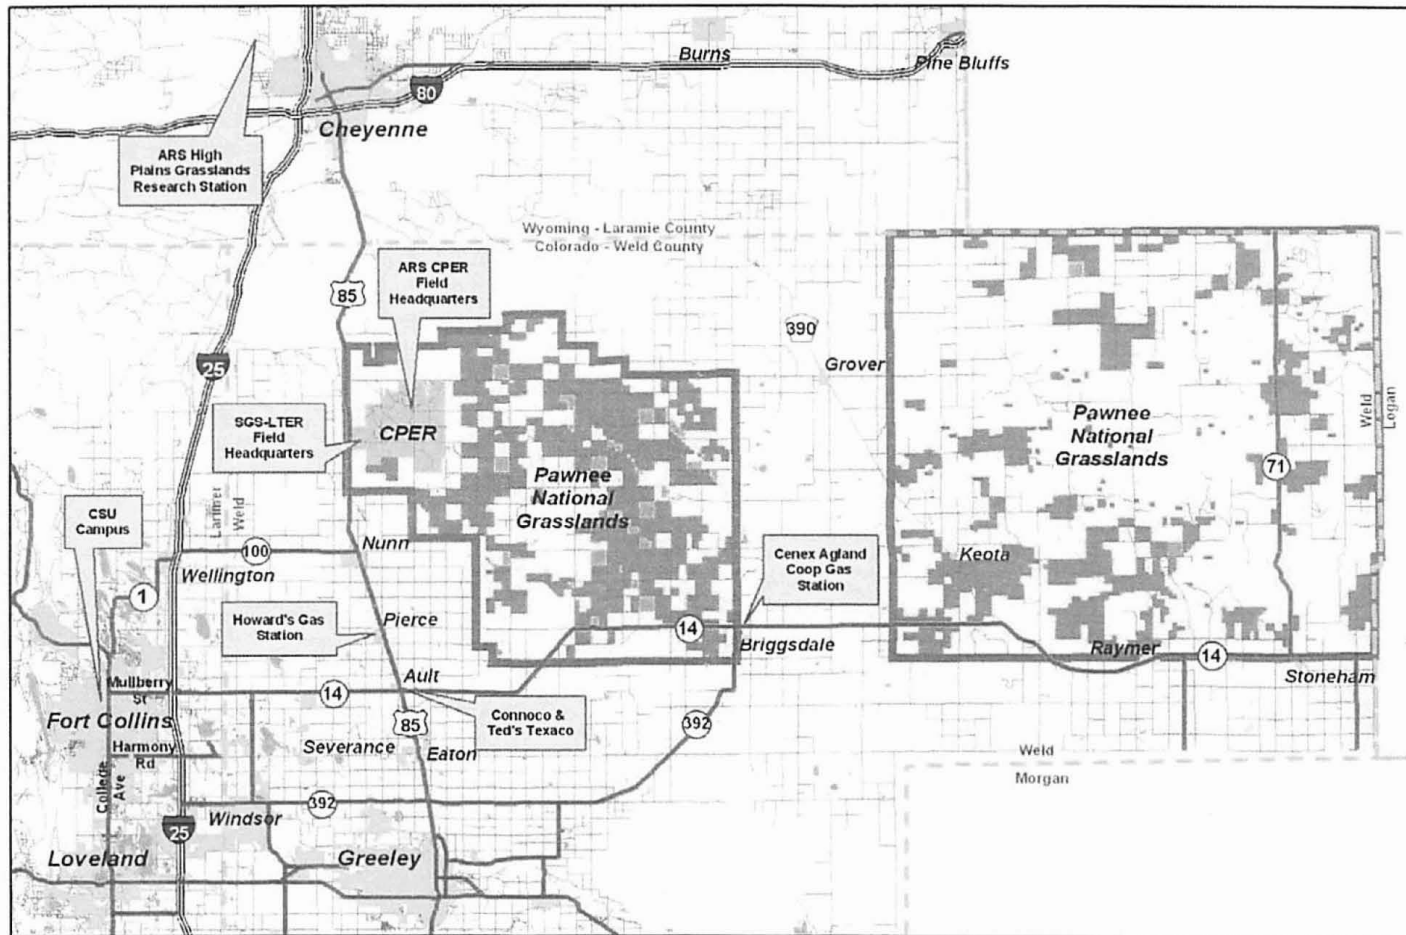 Burns
Pine Bluffs
80
Cheyenne
ARS High
Plains Grasslands
Research Station
Wyoming - Laramie County
Colorado - Weld County
ARS CPER
Field
Headquarters
85
390
25
Grover
SGS-LTER
Field
Headquarters
CPER
Pawnee
National
Grasslands
Pawnee
National
Grasslands
Weld
Logan
71
CSU
Campus
Larimer
Weld
Nunn
100
Wellington
Keota
Cenex Agland
Coop Gas
Station
1
Howard's Gas
Station
Pierce
14
Briggsdale
Raymer
14
Stoneham
Ault
Mullberry
St
14
Fort Collins
85
Connoco &
Ted's Texaco
392
Severance
Eaton
Harmony
Rd
College
Ave
Weld
Morgan
392
Windsor
25
Loveland
Greeley